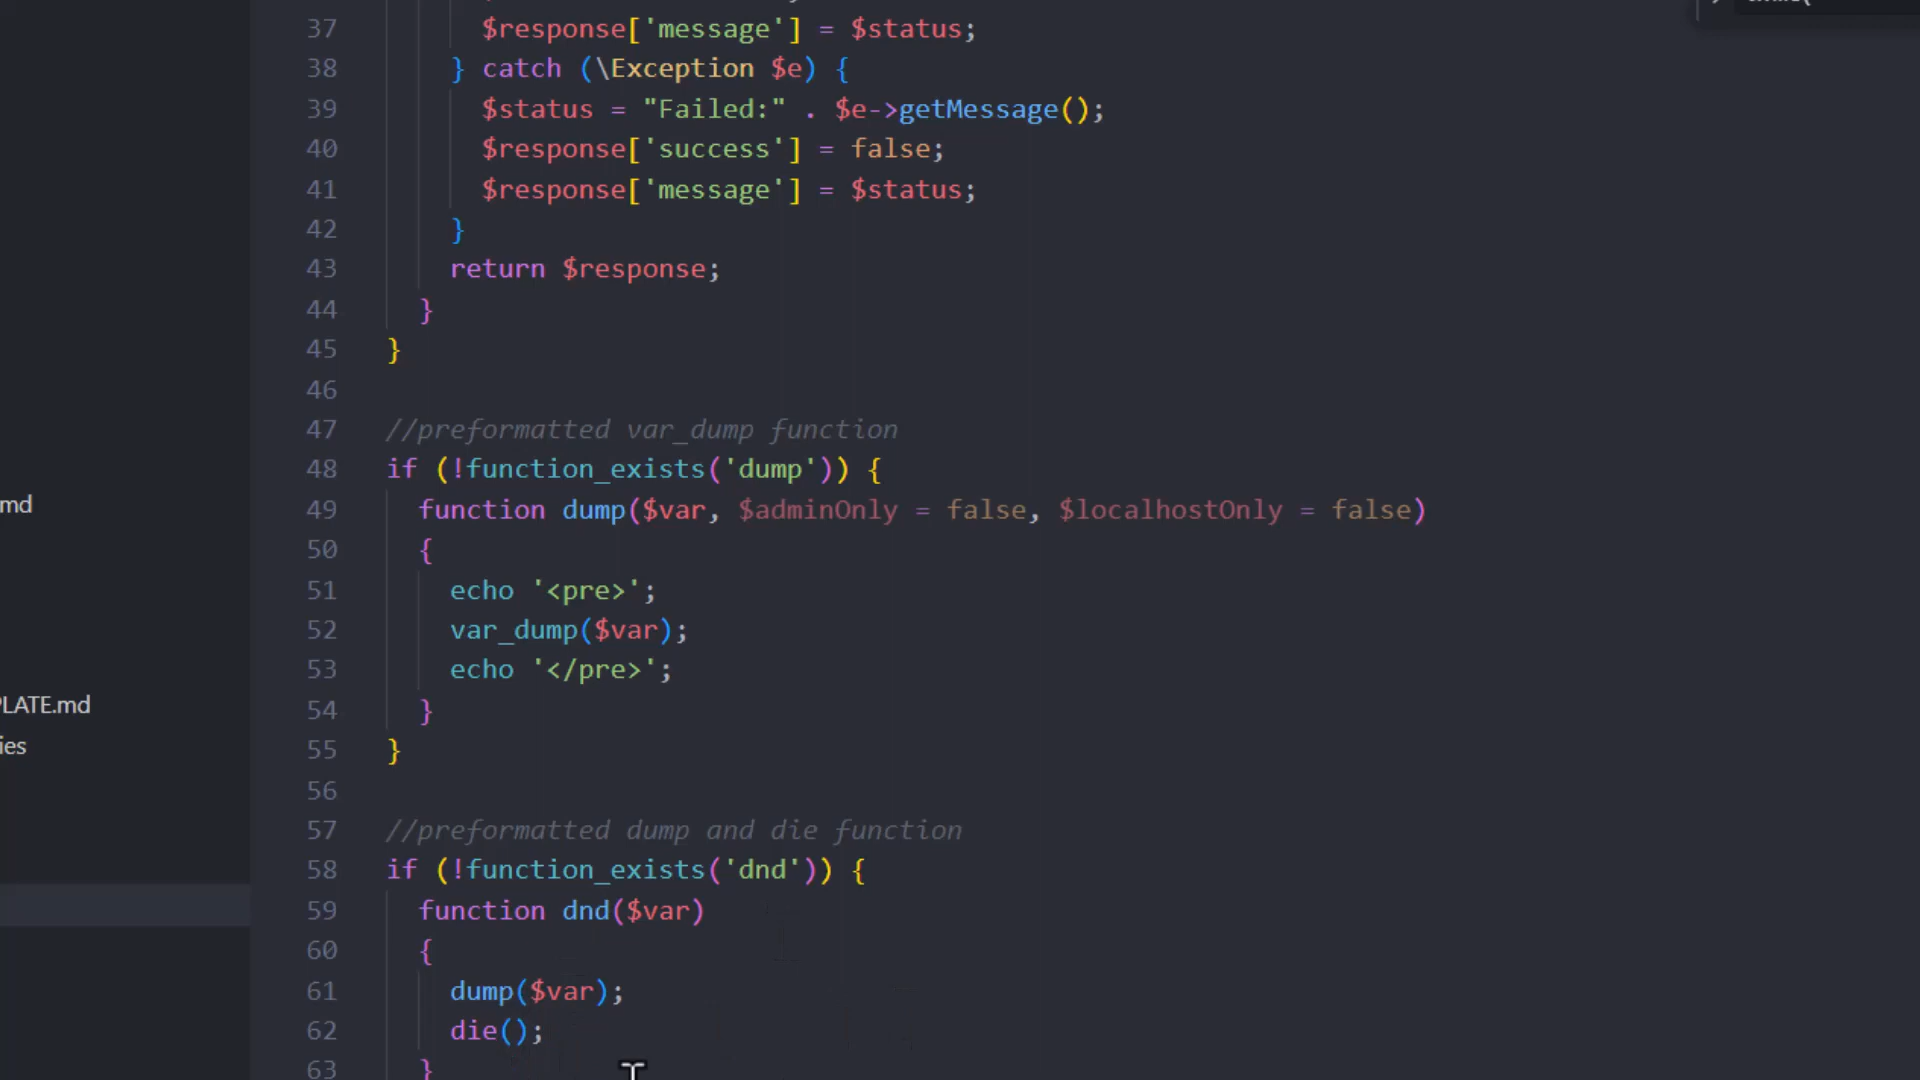 37 $response['message'] = $status;
38 } catch (\Exception $e) {
39 $status = "Failed:" . $e->getMessage();
40 $response['success'] = false;
41 $response['message'] = $status;
42 }
43 return $response;
44 }
45 }
46
47 //preformatted var_dump function
48 if (!function_exists('dump')) {
md
49 function dump($var, $adminOnly = false, $localhostOnly = false)
50 {
51 echo '<pre>';
52 var_dump($var);
53 echo '</pre>';
PLATE.md
54 }
ies
55 }
56
57 //preformatted dump and die function
58 if (!function_exists('dnd')) {
59 function dnd($var)
60 {
61 dump($var);
62 die();
63 }